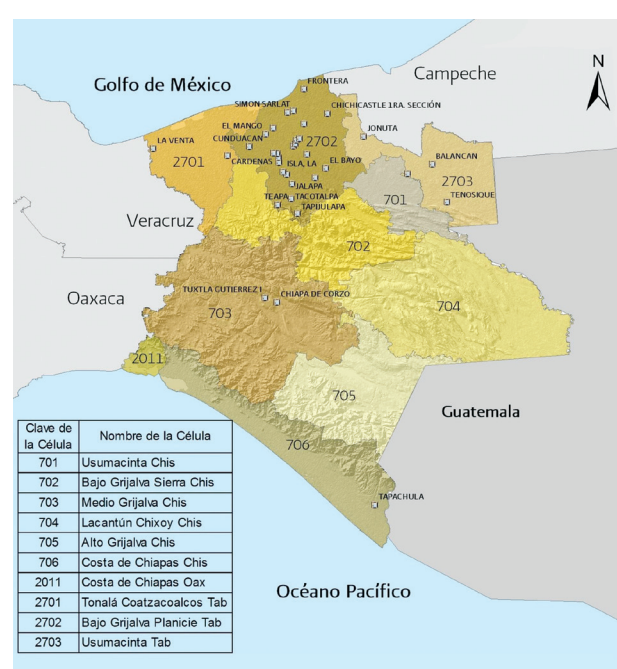 N
FRONTERA
Campeche
Golfo de México
SIMON SARLAT
CHICHICASTLE 1RA. SECCIÓN
EL MANGO
2702
JONUTA
LA VENTA
CUNDUACAN
2701
CARDENAS
ISLA, LA
EL BAYO
BALANCAN
2703
JALAPA
701
TENOSIQUE
TEAPA
TACOTALPA
TAPIJULAPA
Veracruz
702
Oaxaca
TUXTLA GUTIERREZ I
CHIAPA DE CORZO
703
704
2011
705
Guatemala
706
TAPACHULA
Océano Pacífico
Clave de la Célula Nombre de la Célula
701 Usumacinta Chis
702 Bajo Grijalva Sierra Chis
703 Medio Grijalva Chis
704 Lacantún Chixoy Chis
705 Alto Grijalva Chis
706 Costa de Chiapas Chis
2011 Costa de Chiapas Oax
2701 Tonalá Coatzacoalcos Tab
2702 Bajo Grijalva Planicie Tab
2703 Usumacinta Tab